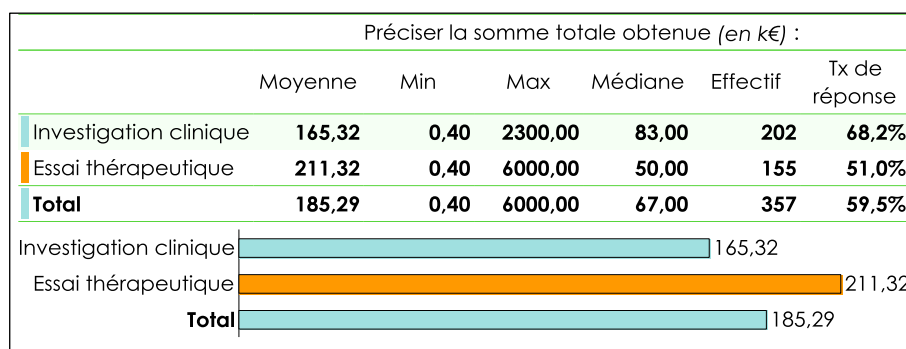 Préciser la somme totale obtenue (en k€) :
Moyenne Min Max Médiane Effectif Tx de réponse
Investigation clinique 165,32 0,40 2300,00 83,00 202 68,2%
Essai thérapeutique 211,32 0,40 6000,00 50,00 155 51,0%
Total 185,29 0,40 6000,00 67,00 357 59,5%
Investigation clinique 165,32
Essai thérapeutique 211,32
Total 185,29